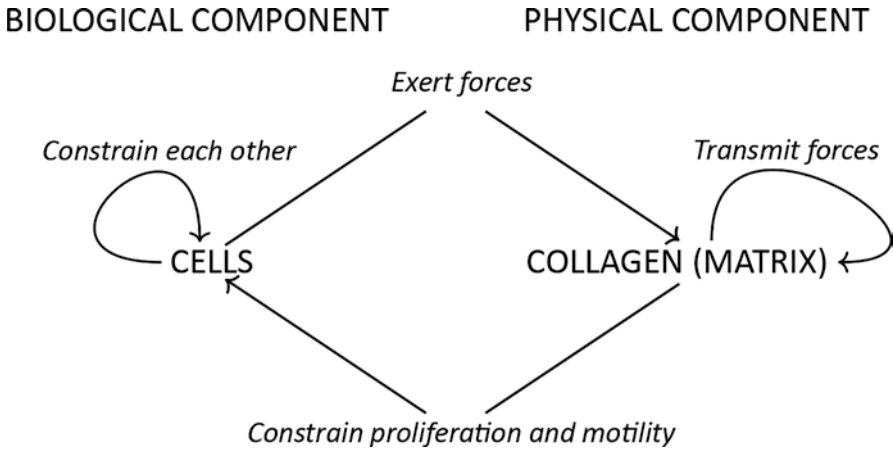 BIOLOGICAL COMPONENT
PHYSICAL COMPONENT
Exert forces
Constrain each other
Transmit forces
CELLS
COLLAGEN (MATRIX)
Constrain proliferation and motility